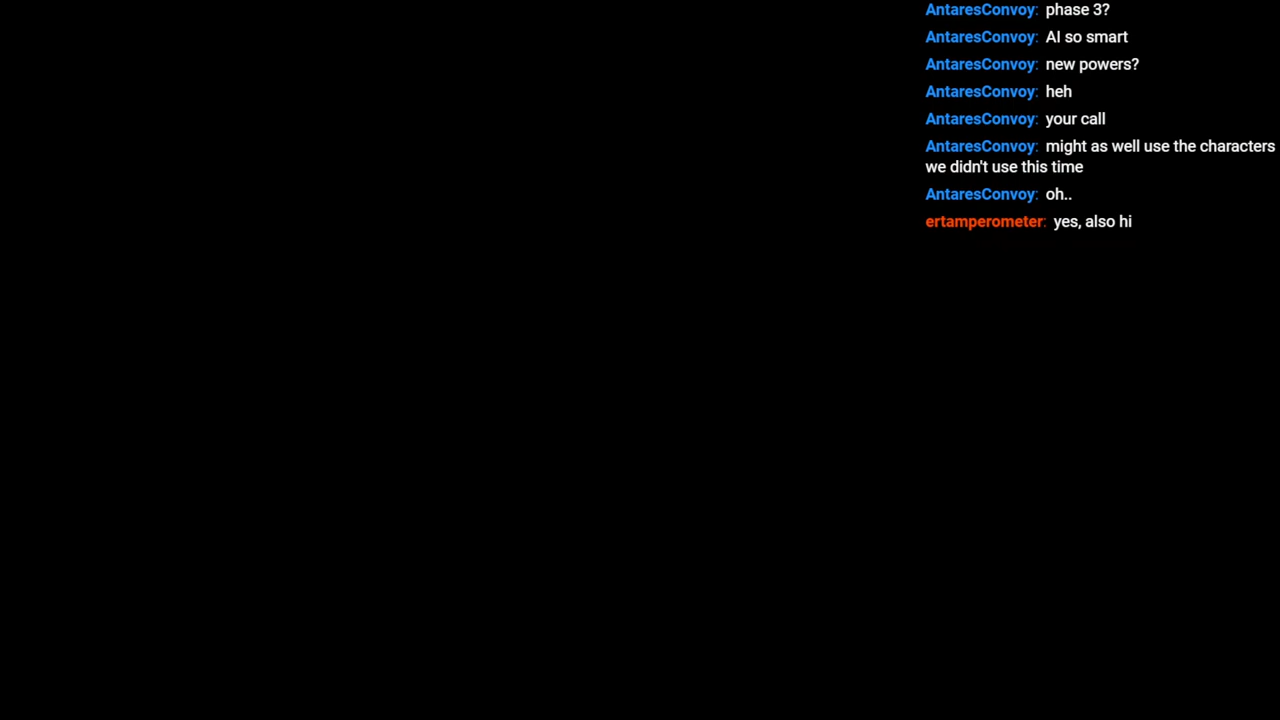 AntaresConvoy: phase 3?
AntaresConvoy: AI so smart
AntaresConvoy: new powers?
AntaresConvoy: heh
AntaresConvoy: your call
AntaresConvoy: might as well use the characters
we didn't use this time
AntaresConvoy: oh..
ertamperometer: yes, also hi